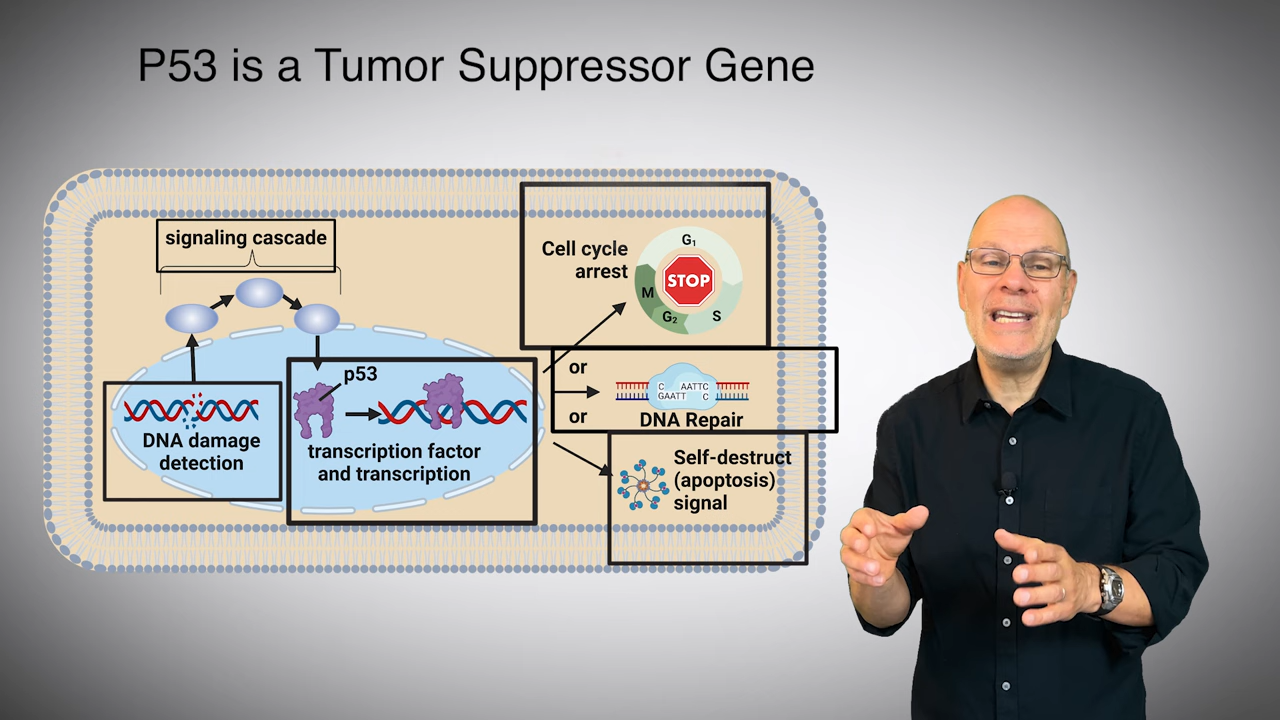 P53 is a Tumor Suppressor Gene
signaling cascade
DNA damage
detection
p53
transcription factor
and transcription
Cell cycle
arrest
G₁
STOP
M
G₂
S
or
or
C AATTC
GAATT C
DNA Repair
Self-destruct
(apoptosis)
signal